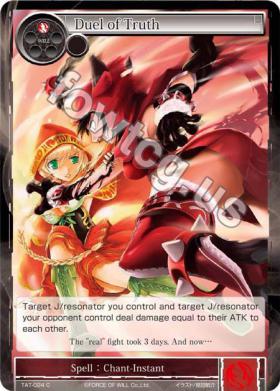 Duel of Truth
WILL
fowtcg.us
Target J/resonator you control and target J/resonator
your opponent control deal damage equal to their ATK to
each other.
The "real" fight took 3 days. And now…
Spell : Chant-Instant
TAT-024 C
©FORCE OF WILL Co.,Ltd.